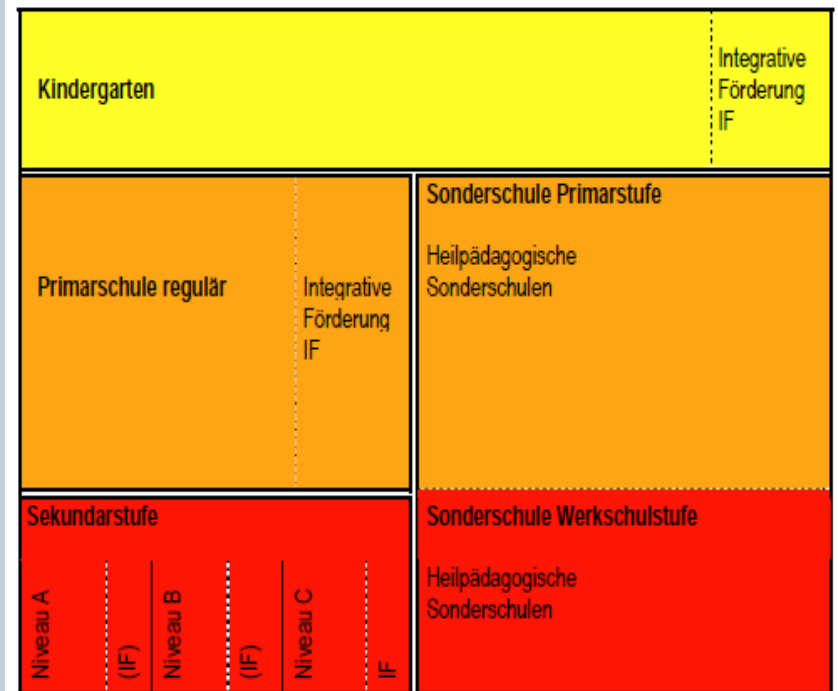 Kindergarten
Integrative
Förderung
IF
Primarschule regulär
Integrative
Förderung
IF
Sonderschule Primarstufe
Heilpädagogische
Sonderschulen
Sekundarstufe
Niveau A
(IF)
Niveau B
(IF)
Niveau C
IF
Sonderschule Werkschulstufe
Heilpädagogische
Sonderschulen